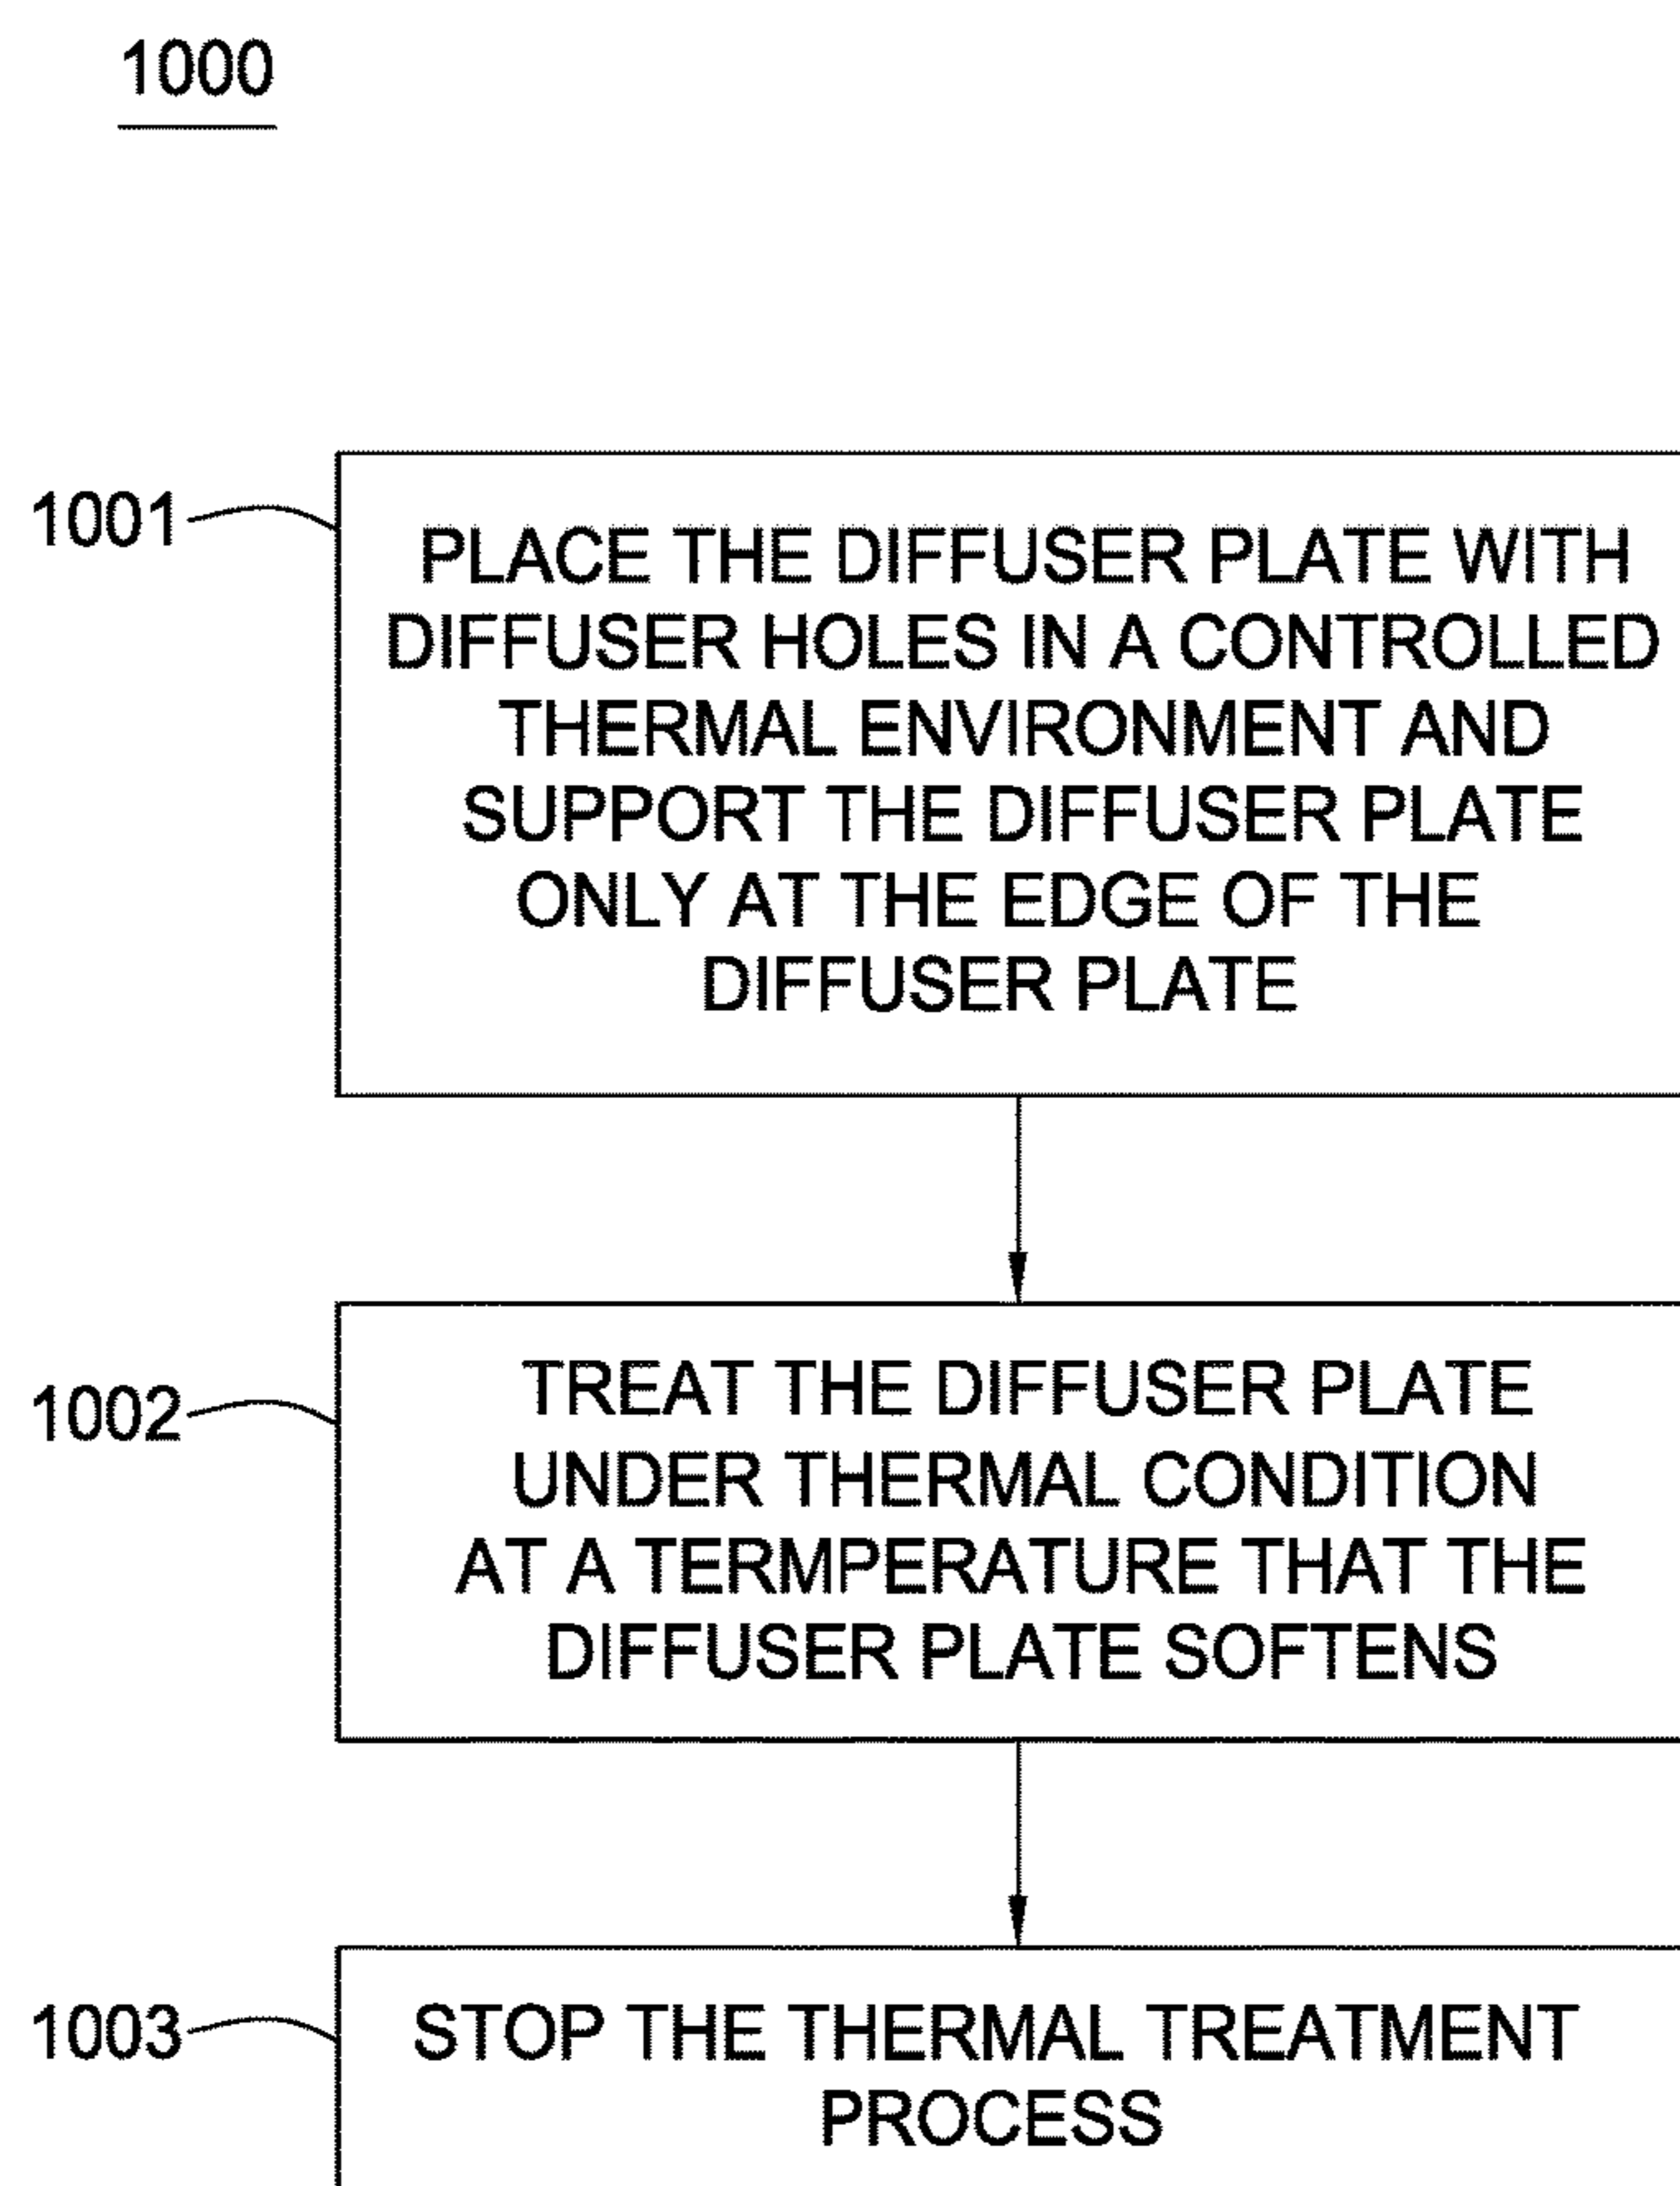 1000
1001
PLACE THE DIFFUSER PLATE WITH
DIFFUSER HOLES IN A CONTROLLED
THERMAL ENVIRONMENT AND
SUPPORT THE DIFFUSER PLATE
ONLY AT THE EDGE OF THE
DIFFUSER PLATE
1002
TREAT THE DIFFUSER PLATE
UNDER THERMAL CONDITION
AT A TERMPERATURE THAT THE
DIFFUSER PLATE SOFTENS
1003
STOP THE THERMAL TREATMENT
PROCESS